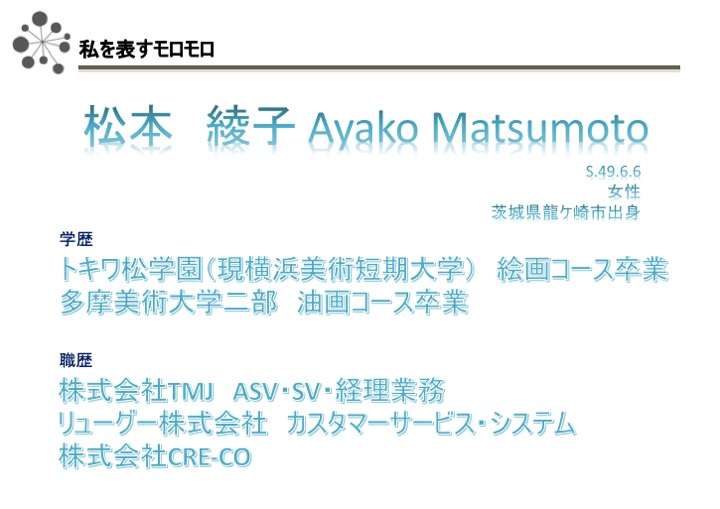 私を表すモロモロ
松本　綾子 Ayako Matsumoto
S.49.6.6
女性
茨城県龍ケ崎市出身
学歴
トキワ松学園（現横浜美術短期大学）　絵画コース卒業
多摩美術大学二部　油画コース卒業
職歴
株式会社TMJ　ASV・SV・経理業務
リューグー株式会社　カスタマーサービス・システム
株式会社CRE-CO